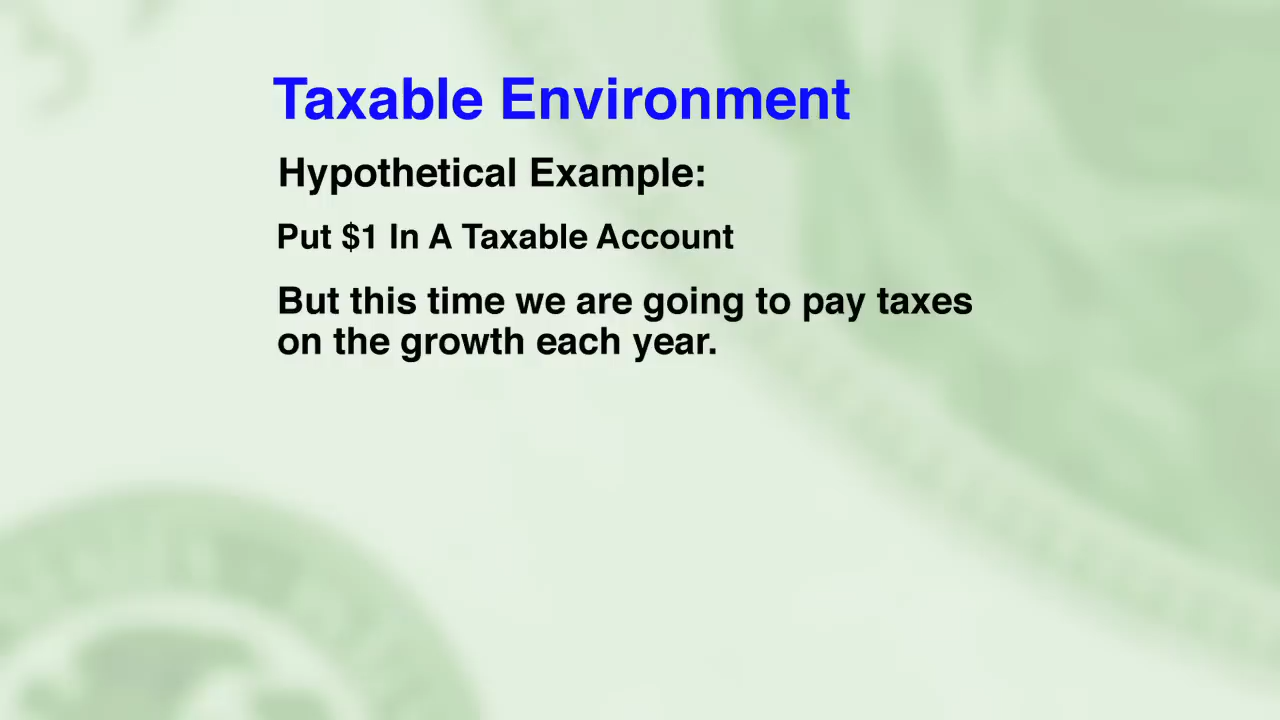 Taxable Environment
Hypothetical Example:
Put $1 In A Taxable Account
But this time we are going to pay taxes
on the growth each year.